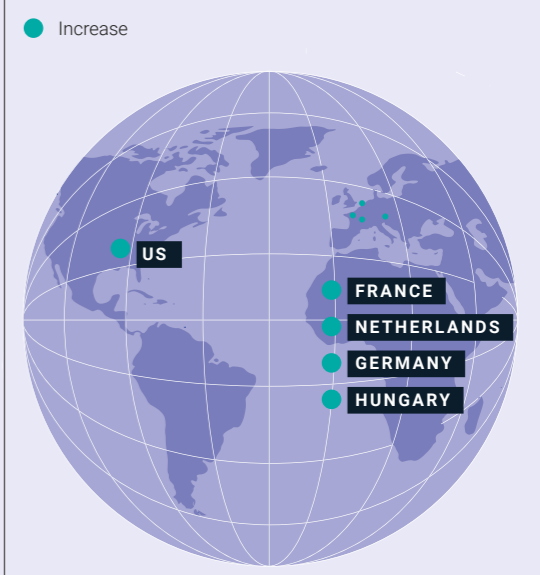 Increase
US
FRANCE
NETHERLANDS
GERMANY
HUNGARY